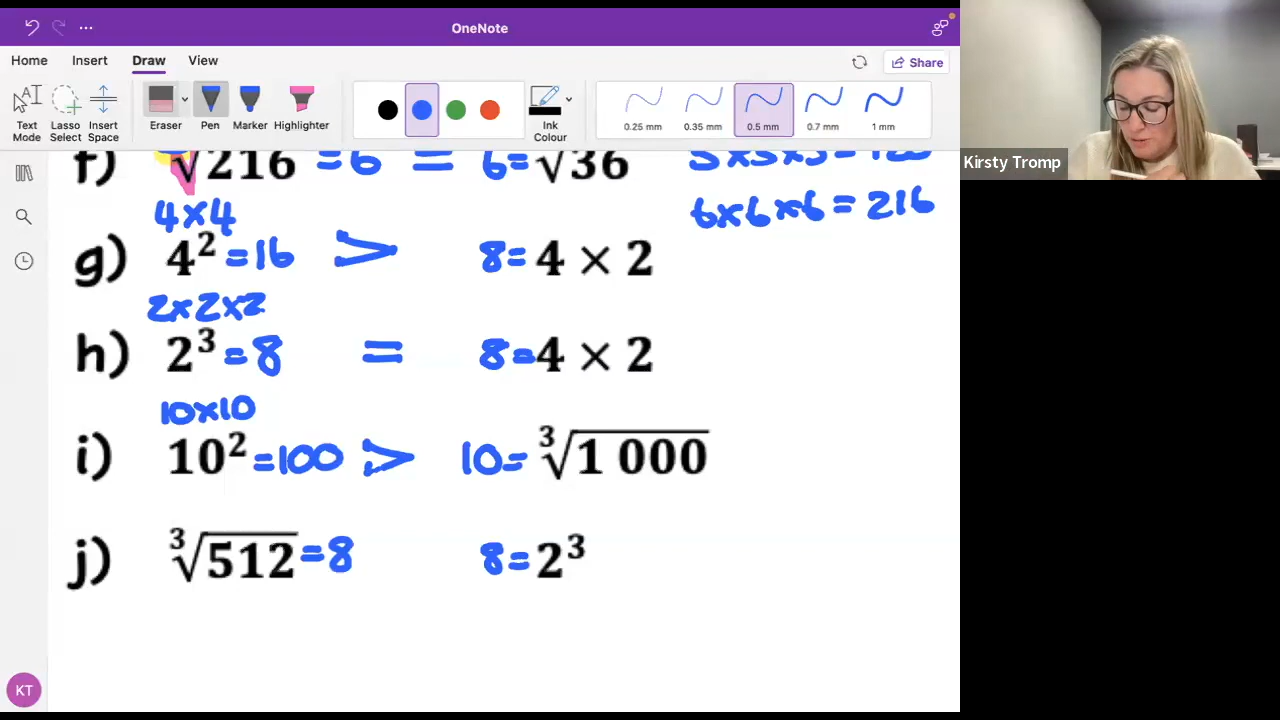 OneNote
Home Insert Draw View Share
Text Mode Lasso Select Insert Space Eraser Pen Marker Highlighter Ink Colour 0.25 mm 0.35 mm 0.5 mm 0.7 mm 1 mm
Kirsty Tromp
f) √216 = 6 = 6 = √36
6 × 6 × 6 = 216
4 × 4
g) 4² = 16 > 8 = 4 × 2
2 × 2 × 2
h) 2³ = 8 = 8 = 4 × 2
10 × 10
i) 10² = 100 > 10 = ∛1 000
j) ∛512 = 8 8 = 2³
KT